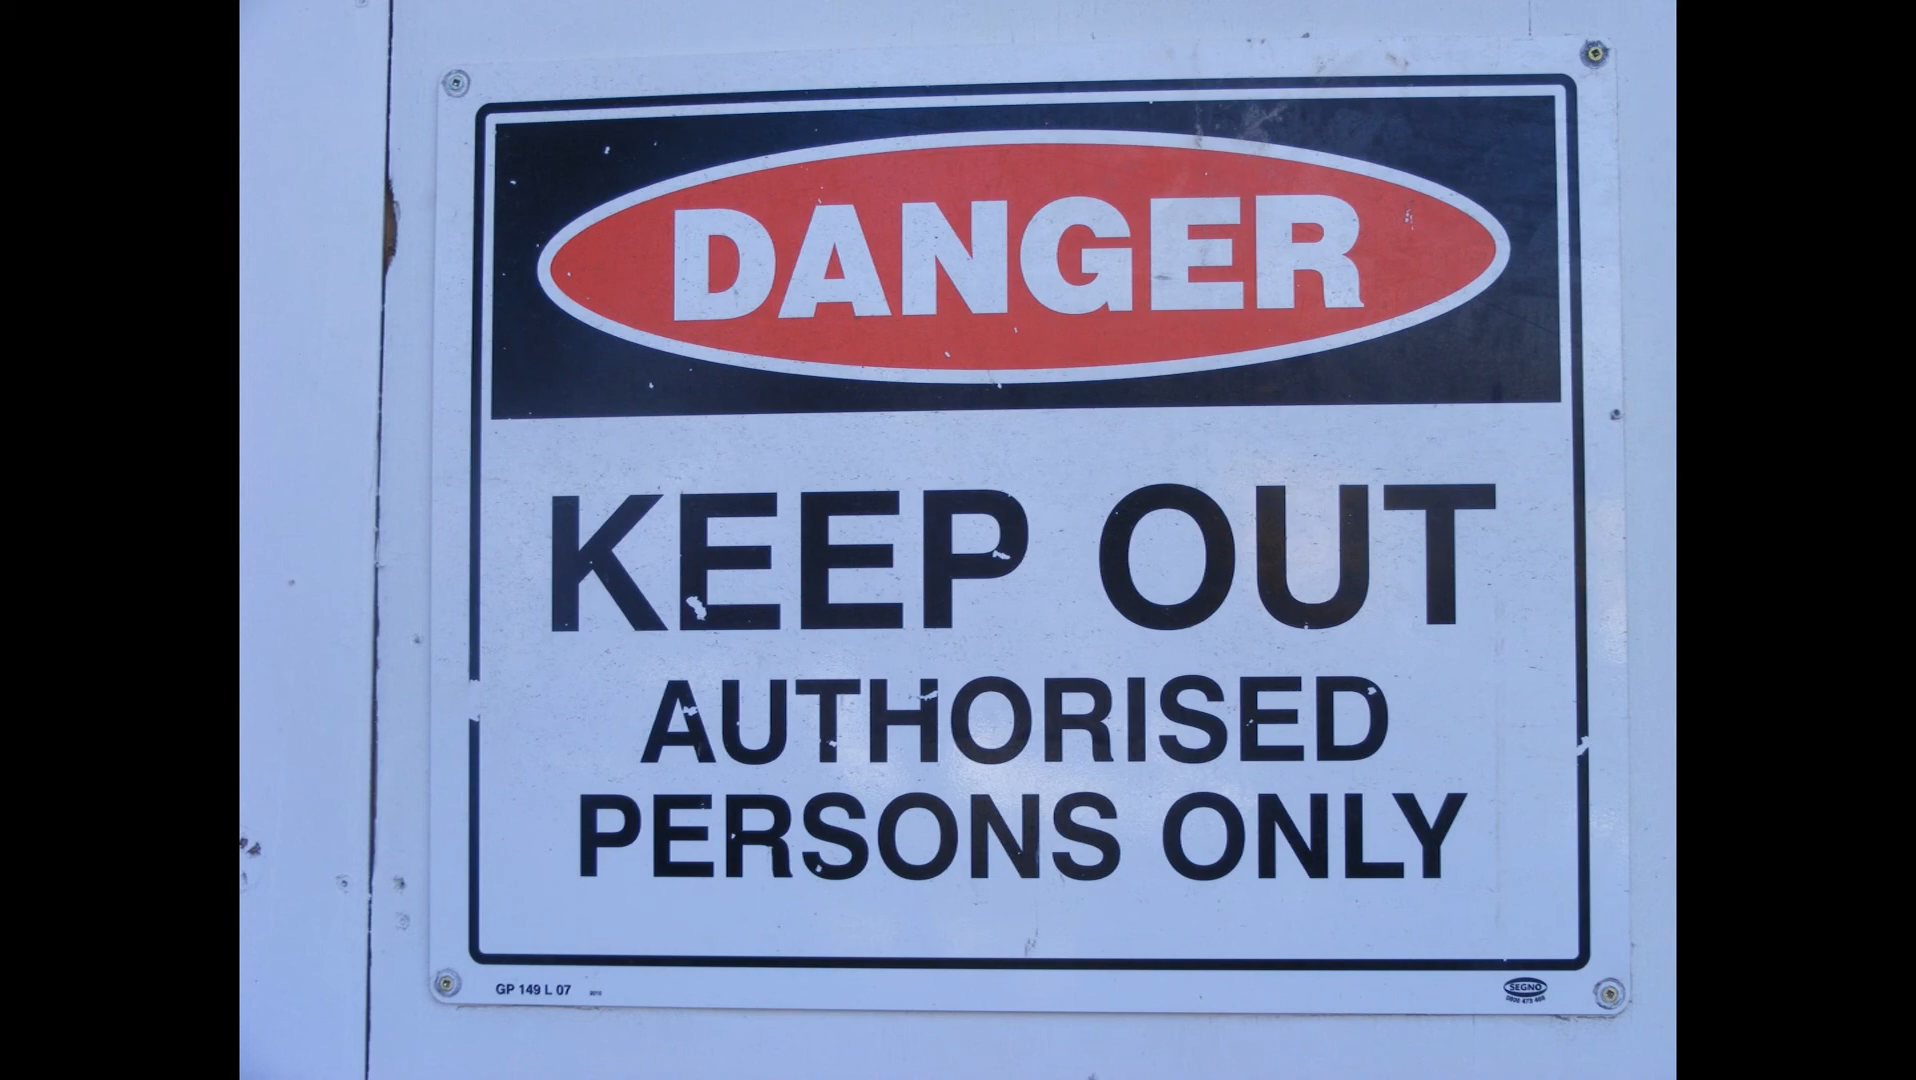 DANGER
KEEP OUT
AUTHORISED
PERSONS ONLY
GP 149 L 07
SEGNO